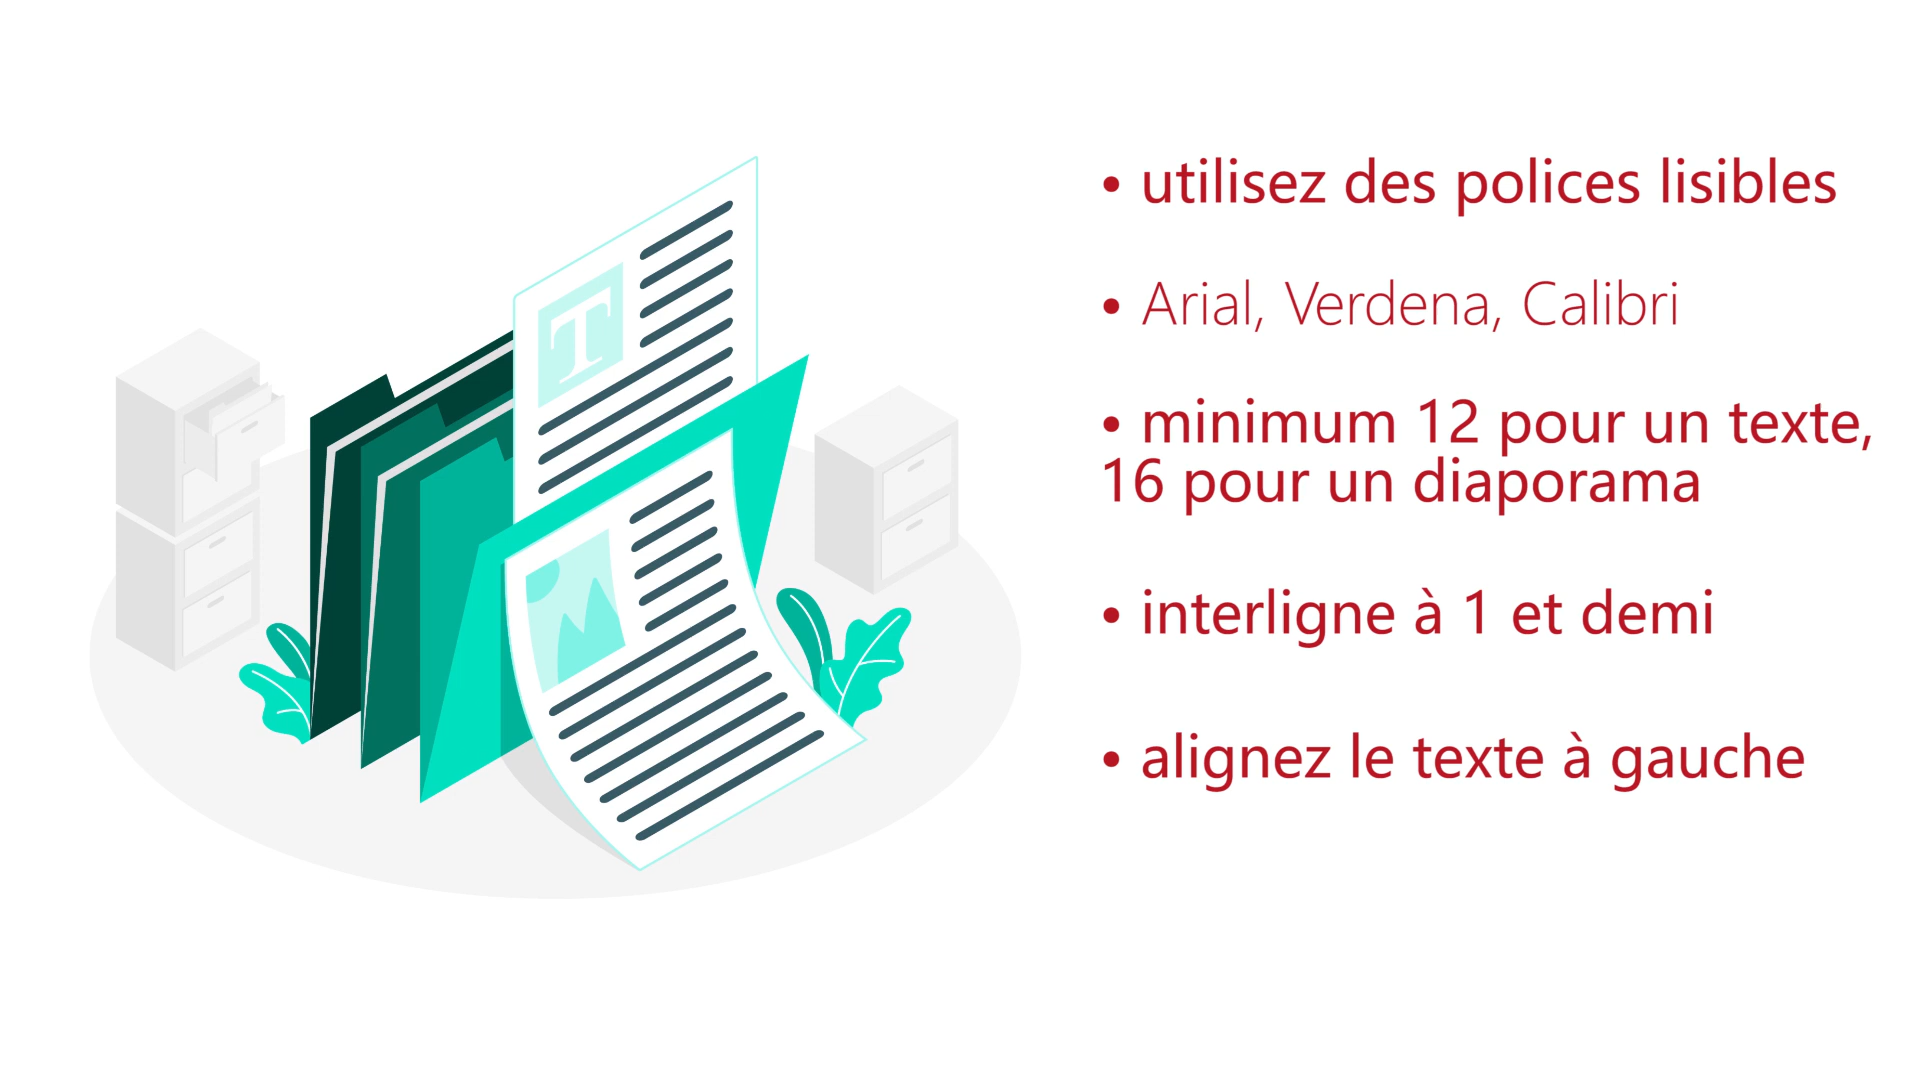 T
• utilisez des polices lisibles
• Arial, Verdena, Calibri
• minimum 12 pour un texte,
16 pour un diaporama
• interligne à 1 et demi
• alignez le texte à gauche